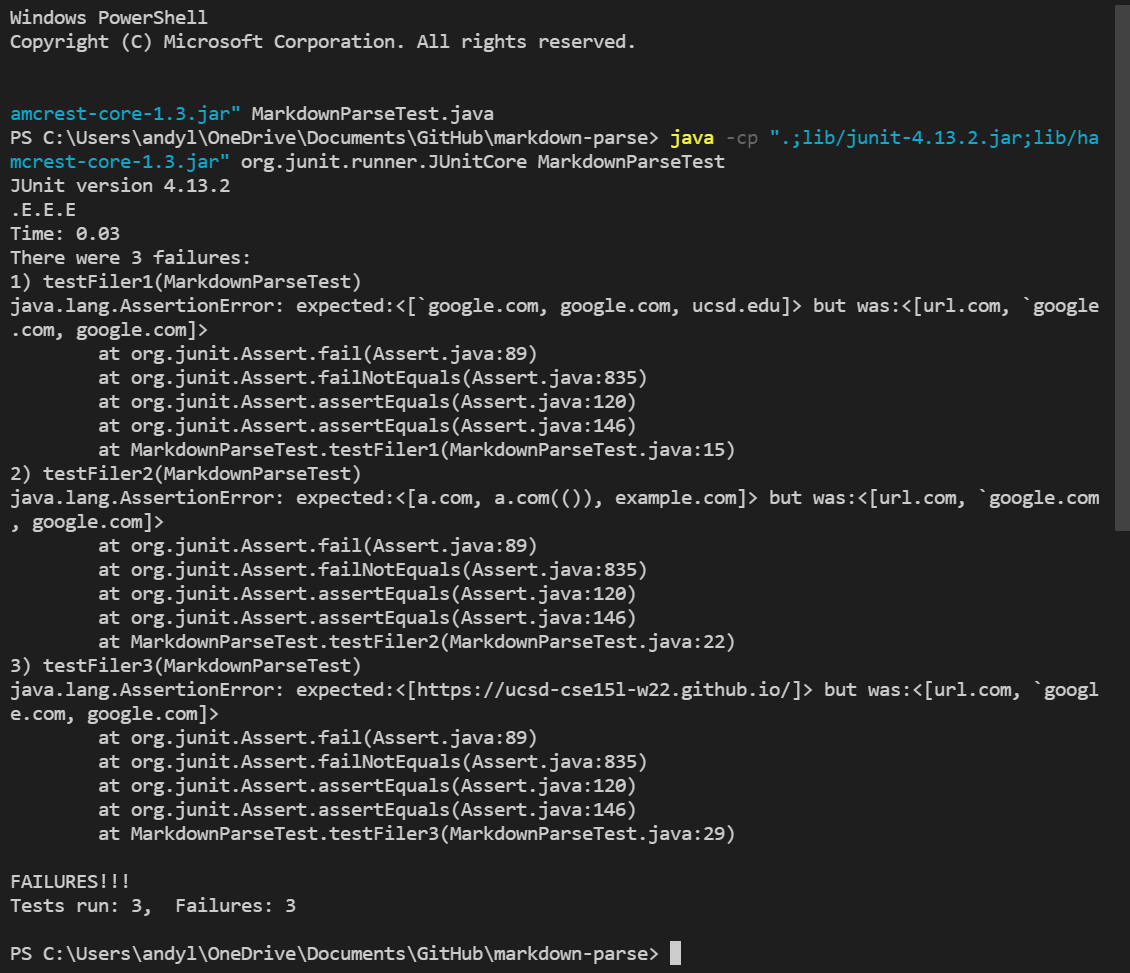 Windows PowerShell
Copyright (C) Microsoft Corporation. All rights reserved.
amcrest-core-1.3.jar" MarkdownParseTest.java
PS C:\Users\andyl\OneDrive\Documents\GitHub\markdown-parse> java -cp ".;lib/junit-4.13.2.jar;lib/ha
mcrest-core-1.3.jar" org.junit.runner.JUnitCore MarkdownParseTest
JUnit version 4.13.2
.E.E.E
Time: 0.03
There were 3 failures:
1) testFiler1(MarkdownParseTest)
java.lang.AssertionError: expected:<[`google.com, google.com, ucsd.edu]> but was:<[url.com, `google
.com, google.com]>
        at org.junit.Assert.fail(Assert.java:89)
        at org.junit.Assert.failNotEquals(Assert.java:835)
        at org.junit.Assert.assertEquals(Assert.java:120)
        at org.junit.Assert.assertEquals(Assert.java:146)
        at MarkdownParseTest.testFiler1(MarkdownParseTest.java:15)
2) testFiler2(MarkdownParseTest)
java.lang.AssertionError: expected:<[a.com, a.com(()), example.com]> but was:<[url.com, `google.com
, google.com]>
        at org.junit.Assert.fail(Assert.java:89)
        at org.junit.Assert.failNotEquals(Assert.java:835)
        at org.junit.Assert.assertEquals(Assert.java:120)
        at org.junit.Assert.assertEquals(Assert.java:146)
        at MarkdownParseTest.testFiler2(MarkdownParseTest.java:22)
3) testFiler3(MarkdownParseTest)
java.lang.AssertionError: expected:<[https://ucsd-cse15l-w22.github.io/]> but was:<[url.com, `googl
e.com, google.com]>
        at org.junit.Assert.fail(Assert.java:89)
        at org.junit.Assert.failNotEquals(Assert.java:835)
        at org.junit.Assert.assertEquals(Assert.java:120)
        at org.junit.Assert.assertEquals(Assert.java:146)
        at MarkdownParseTest.testFiler3(MarkdownParseTest.java:29)
FAILURES!!!
Tests run: 3,  Failures: 3
PS C:\Users\andyl\OneDrive\Documents\GitHub\markdown-parse>